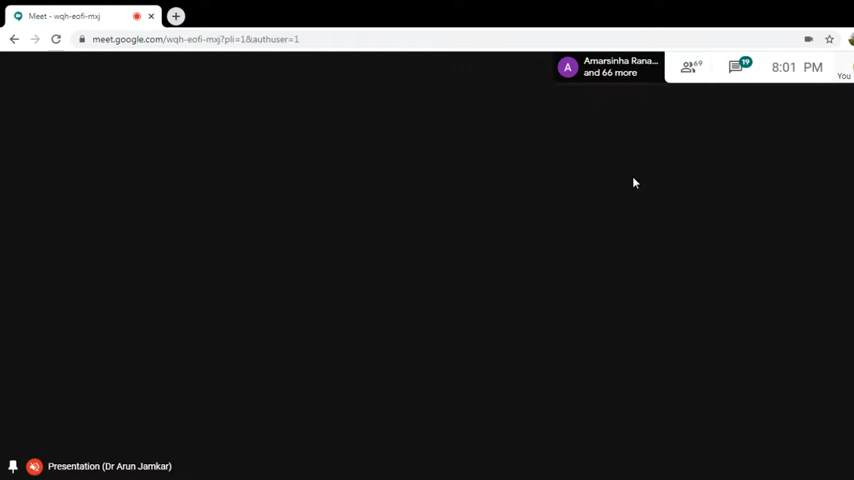 Meet - wqh-eofi-mxj
meet.google.com/wqh-eofi-mxj?pli=1&authuser=1
A
Amarsinha Rana...
and 66 more
69
19
8:01 PM
You
Presentation (Dr Arun Jamkar)